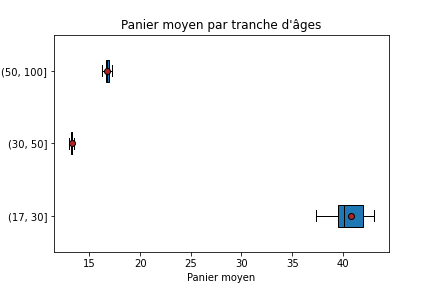 Panier moyen par tranche d'âges
(50, 100]
(30, 50]
(17, 30]
15 20 25 30 35 40
Panier moyen